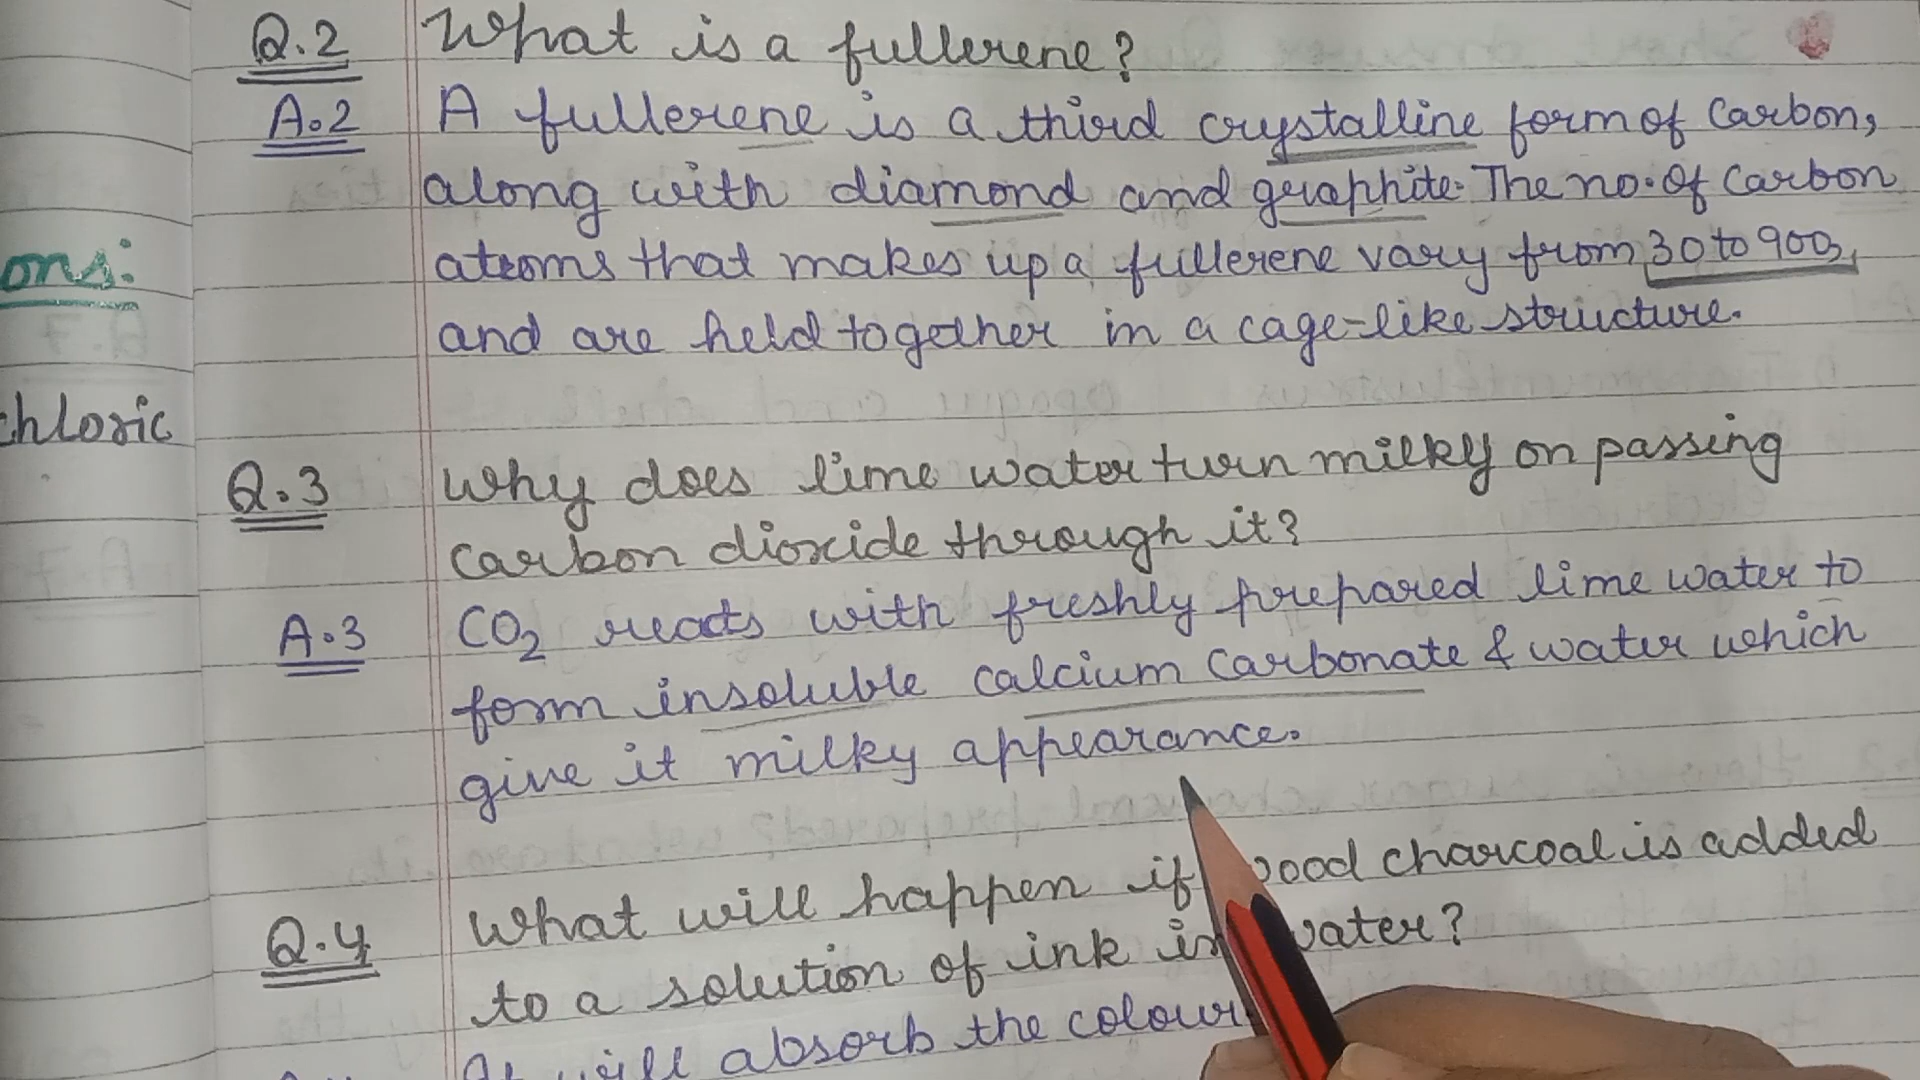 Q.2 What is a fullerene?
A.2 A fullerene is a third crystalline form of Carbon,
along with diamond and graphite. The no. of Carbon
atoms that makes up a fullerene vary from 30 to 900,
and are held together in a cage-like structure.
ons:
chloric
Q.3 Why does lime water turn milky on passing
Carbon dioxide through it?
A.3 CO2 reacts with freshly prepared lime water to
form insoluble calcium Carbonate & water which
give it milky appearance.
Q.4 What will happen if wood charcoal is added
to a solution of ink in water?
It will absorb the colour